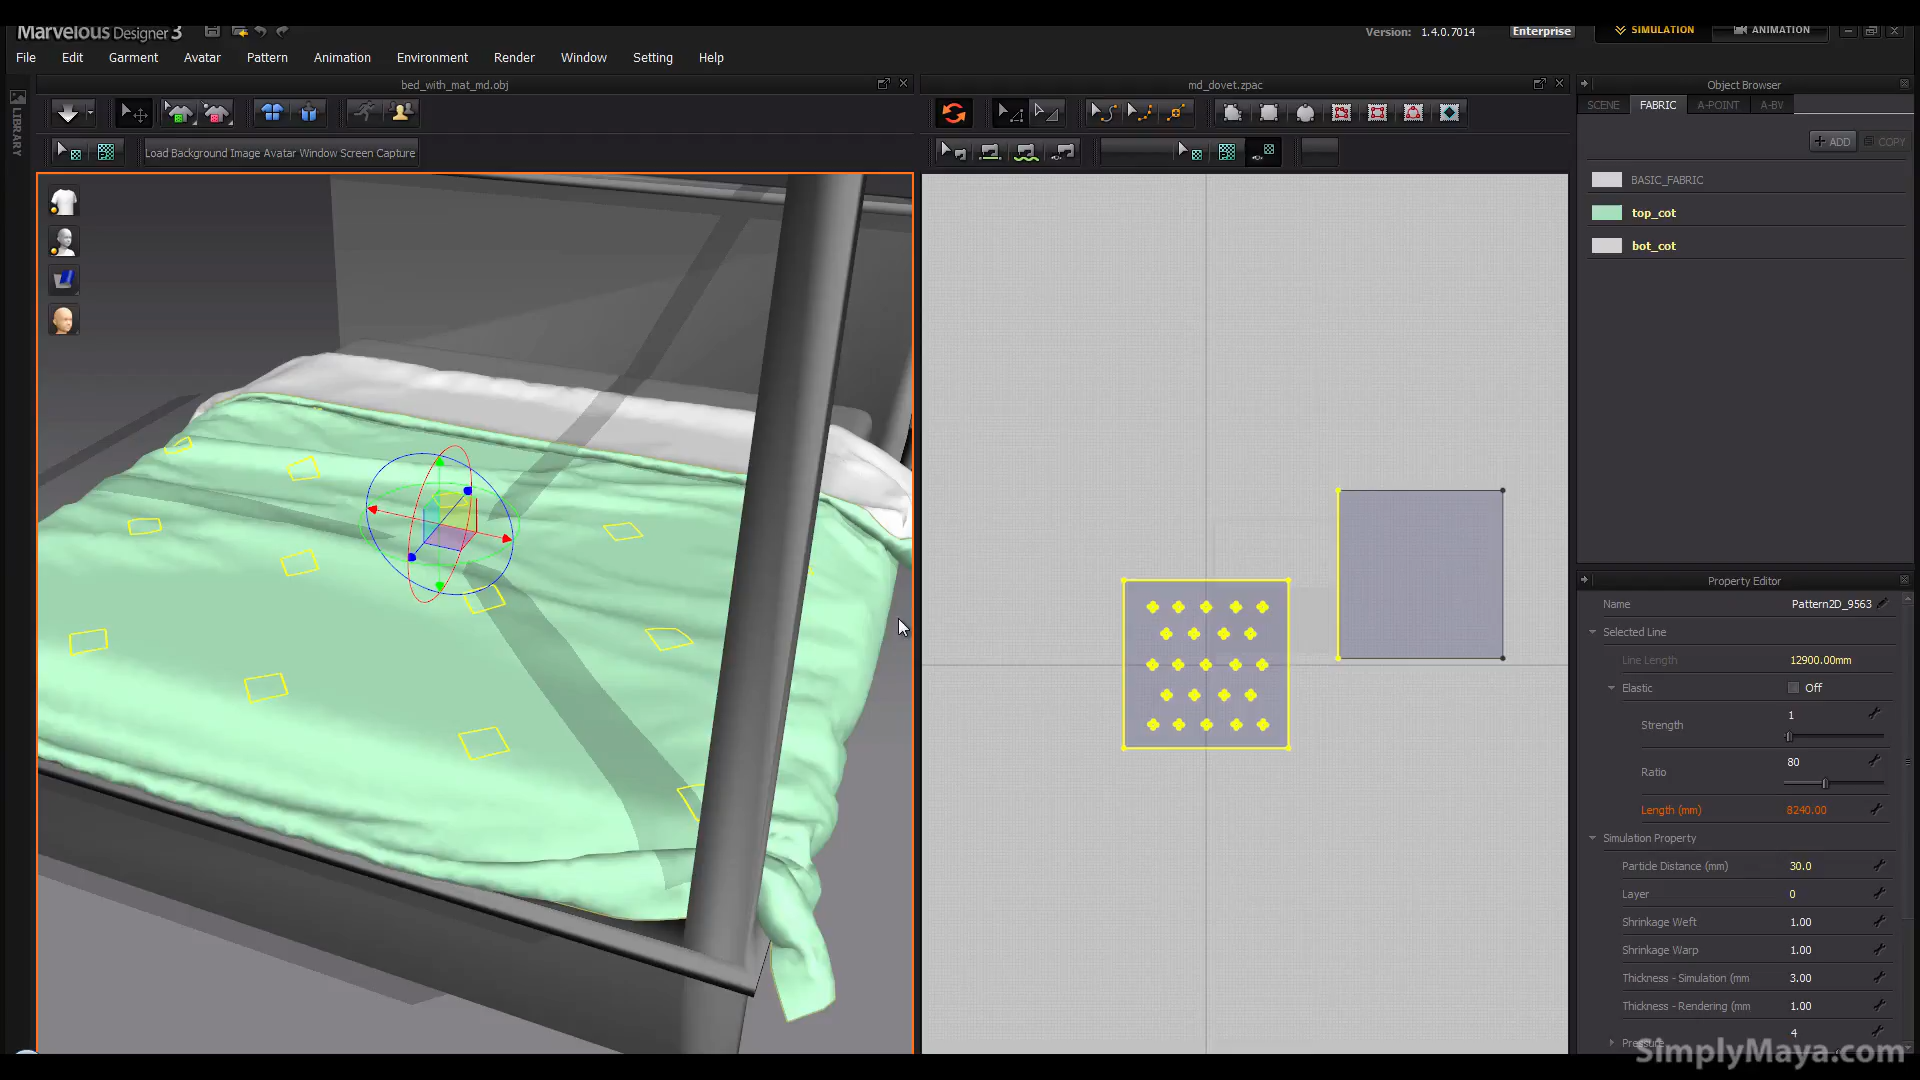 Marvelous Designer 3
Version: 1.4.0.7014
Enterprise
SIMULATION
ANIMATION
File Edit Garment Avatar Pattern Animation Environment Render Window Setting Help
bed_with_mat_md.obj
md_dovet.zpac
Object Browser
LIBRARY
SCENE FABRIC A-POINT A-BV
Load Background Image Avatar Window Screen Capture
ADD COPY
BASIC_FABRIC
top_cot
bot_cot
Property Editor
Name Pattern2D_9563
Selected Line
Line Length 12900.00mm
Elastic Off
Strength 1
Ratio 80
Length (mm) 8240.00
Simulation Property
Particle Distance (mm) 30.0
Layer 0
Shrinkage Weft 1.00
Shrinkage Warp 1.00
Thickness - Simulation (mm 3.00
Thickness - Rendering (mm 1.00
Pressure 4
SimplyMaya.com